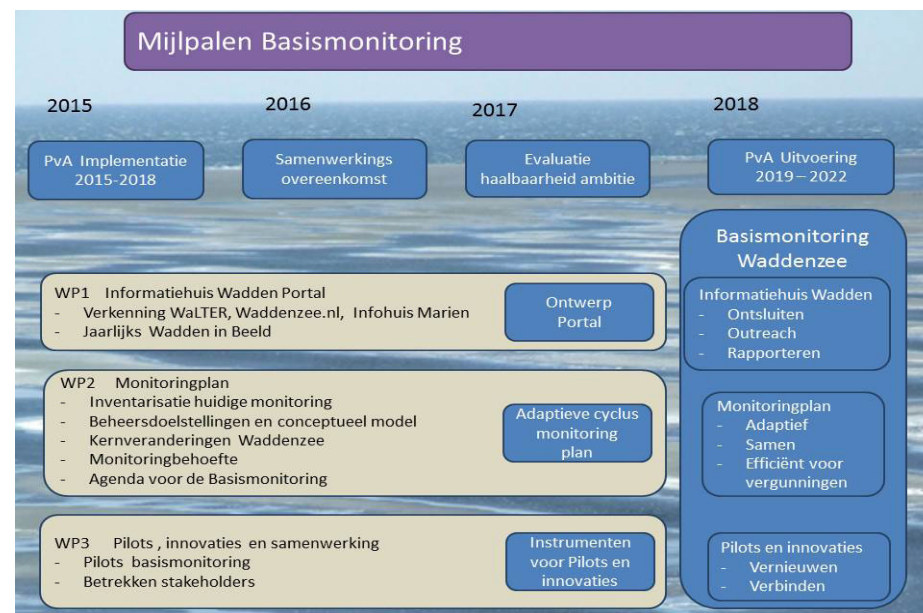 Mijlpalen Basismonitoring
2015
2016
2017
2018
PvA Implementatie
2015-2018
Samenwerkings
overeenkomst
Evaluatie
haalbaarheid ambitie
PvA Uitvoering
2019 – 2022
WP1 Informatiehuis Wadden Portal
- Verkenning WaLTER, Waddenzee.nl, Infohuis Marien
- Jaarlijks Wadden in Beeld
Ontwerp
Portal
WP2 Monitoringplan
- Inventarisatie huidige monitoring
- Beheersdoelstellingen en conceptueel model
- Kernveranderingen Waddenzee
- Monitoringbehoefte
- Agenda voor de Basismonitoring
Adaptieve cyclus
monitoring
plan
WP3 Pilots , innovaties en samenwerking
- Pilots basismonitoring
- Betrekken stakeholders
Instrumenten
voor Pilots en
innovaties
Basismonitoring
Waddenzee
Informatiehuis Wadden
- Ontsluiten
- Outreach
- Rapporteren
Monitoringplan
- Adaptief
- Samen
- Efficiënt voor
vergunningen
Pilots en innovaties
- Vernieuwen
- Verbinden